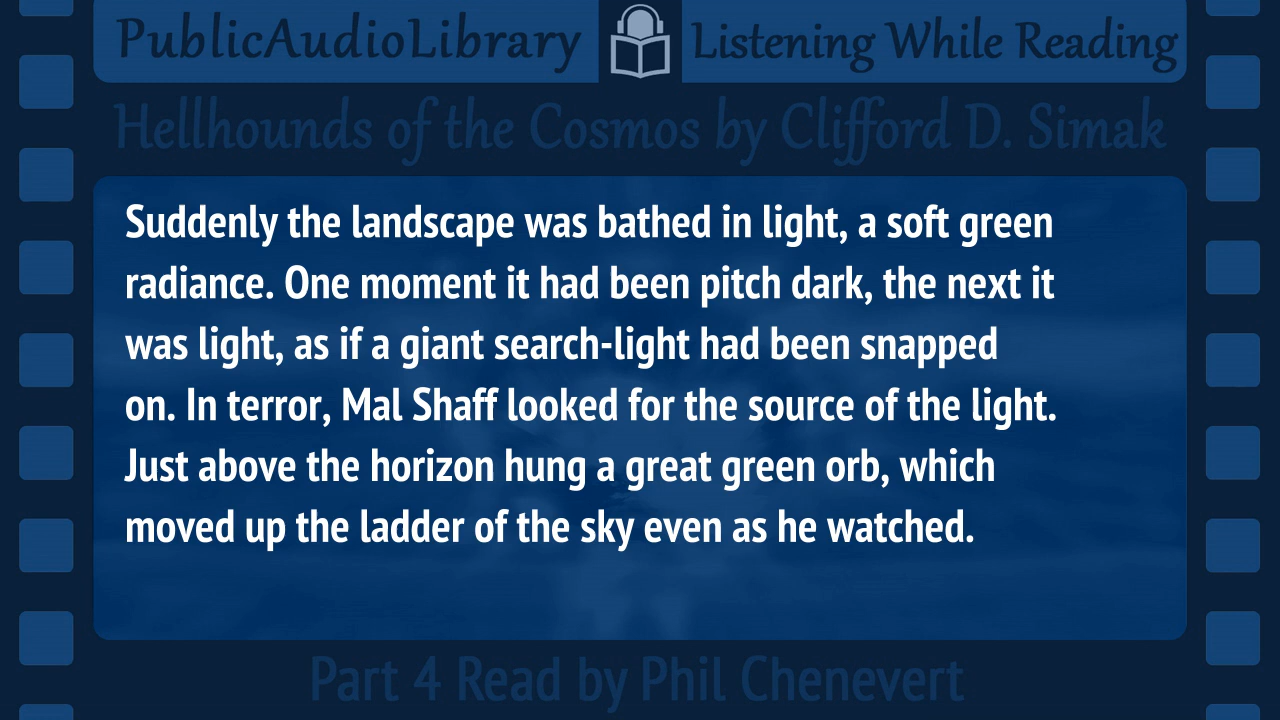 PublicAudioLibrary Listening While Reading
Hellhounds of the Cosmos by Clifford D. Simak
Suddenly the landscape was bathed in light, a soft green
radiance. One moment it had been pitch dark, the next it
was light, as if a giant search-light had been snapped
on. In terror, Mal Shaff looked for the source of the light.
Just above the horizon hung a great green orb, which
moved up the ladder of the sky even as he watched.
Part 4 Read by Phil Chenevert